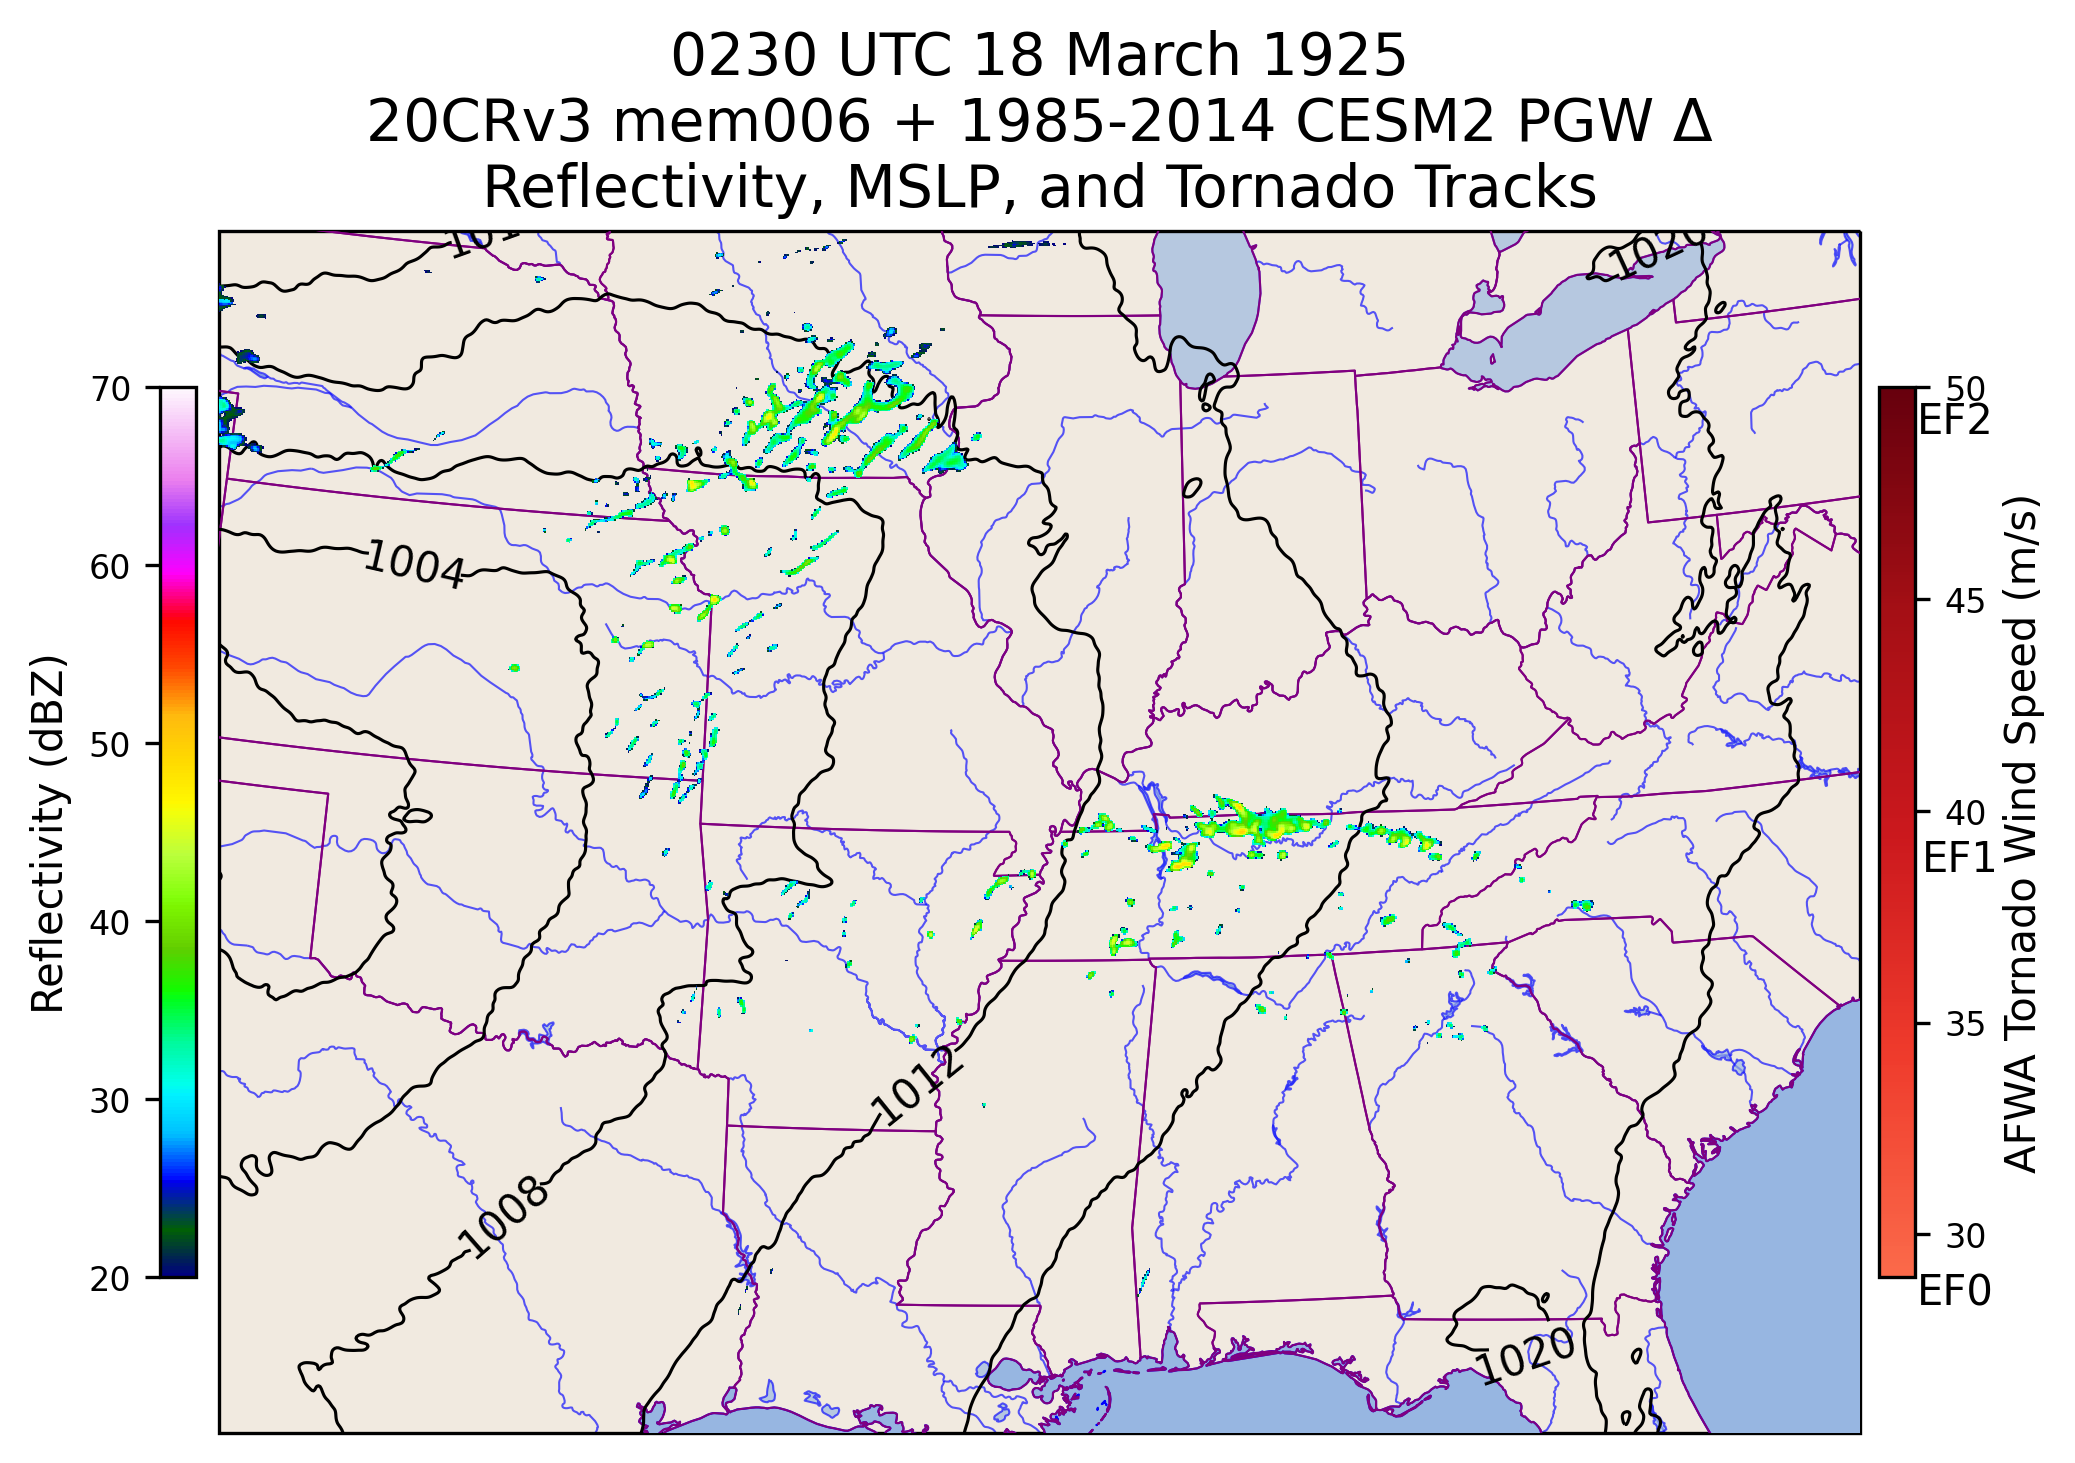 0230 UTC 18 March 1925
20CRv3 mem006 + 1985-2014 CESM2 PGW Δ
Reflectivity, MSLP, and Tornado Tracks
70
60
50
40
30
20
Reflectivity (dBZ)
1004
1008
1012
1020
50
EF2
45
40
EF1
35
30
EF0
AFWA Tornado Wind Speed (m/s)